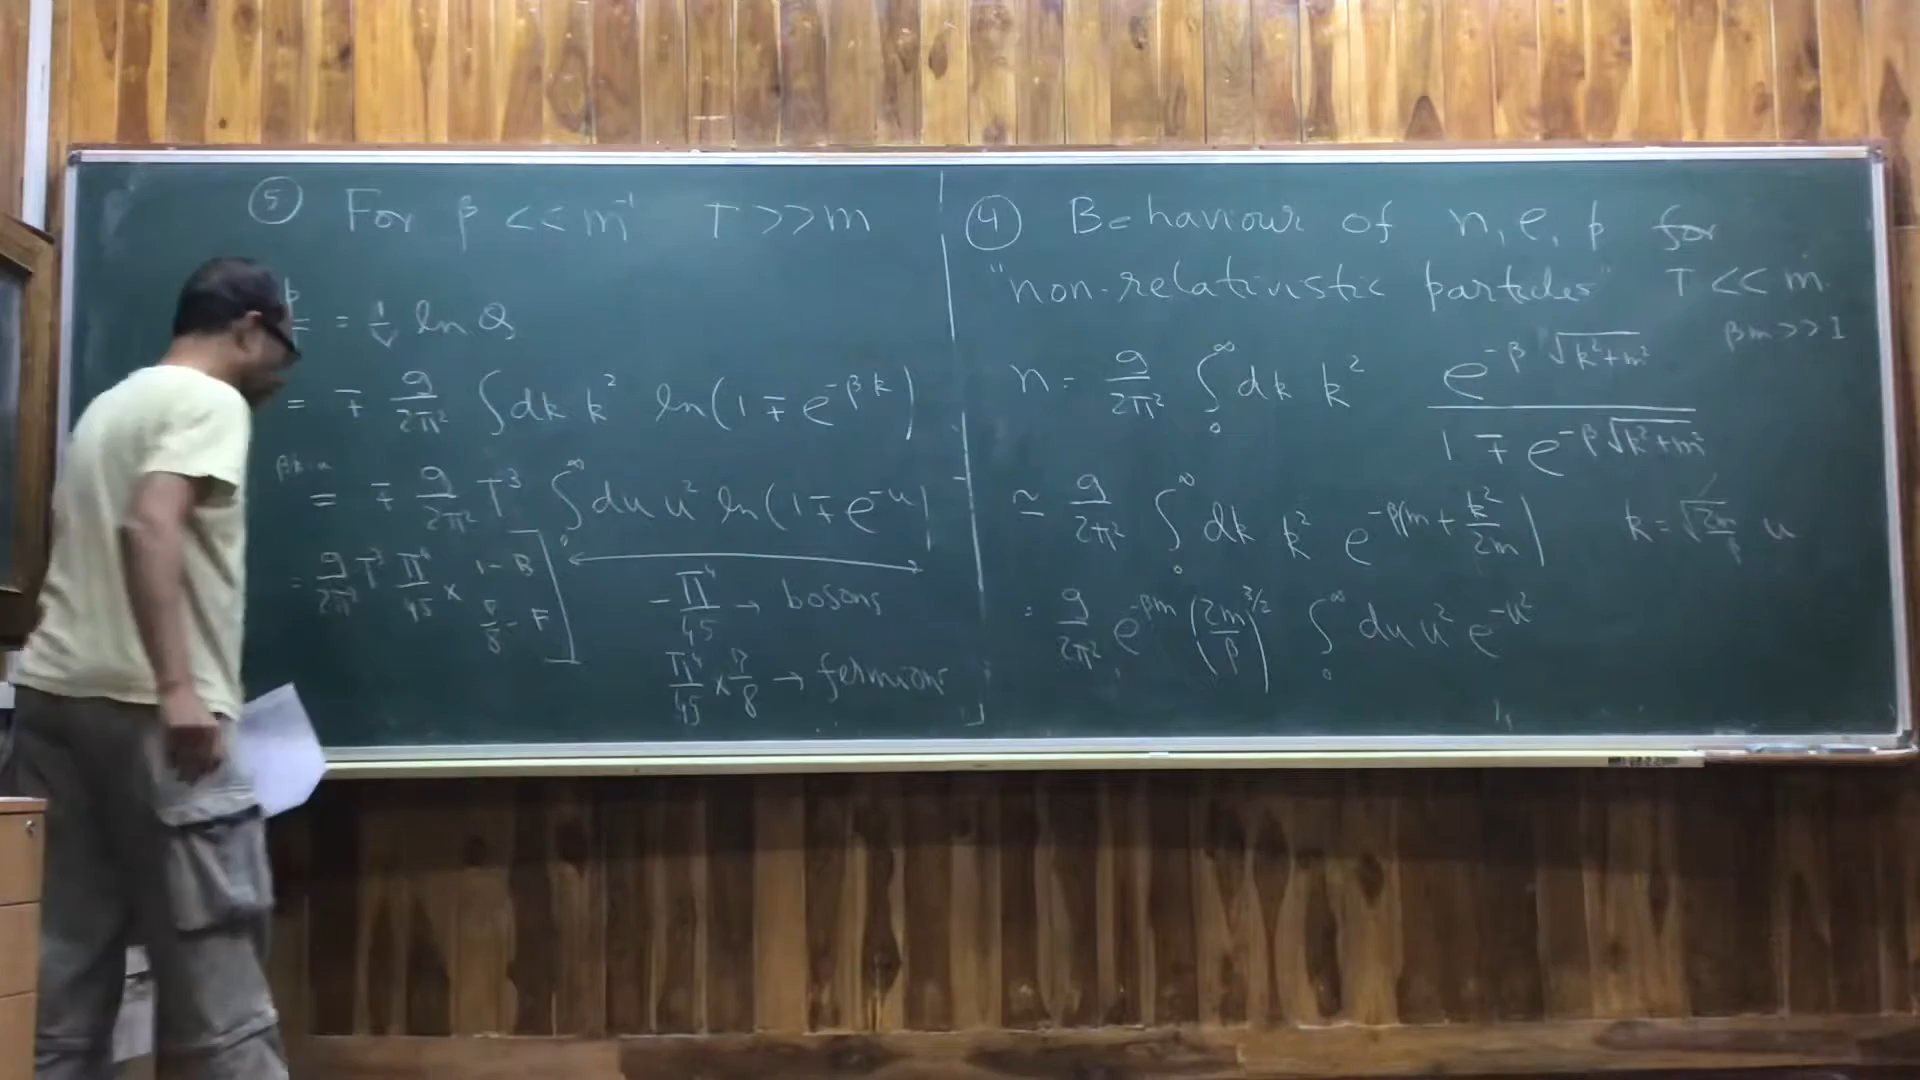 ⑤ For β << m⁻¹ T >> m
= 1/V ln Q
= ∓ g/2π² ∫ dk k² ln(1 ∓ e^{-βk})
βk = u
= ∓ g/2π² T³ ∫₀^∞ du u² ln(1 ∓ e^{-u})
= g/2π² T³ π⁴/45 × 1 – B
7/8 – F
-π⁴/45 → bosons
π⁴/45 × 7/8 → fermions
④ Behaviour of n, e, p for
"non-relativistic particles" T << m
βm >> 1
n = g/2π² ∫₀^∞ dk k² e^{-β√(k²+m²)} / (1 ∓ e^{-β√(k²+m²)})
≃ g/2π² ∫₀^∞ dk k² e^{-β(m + k²/2m)} k = √(2m/β) u
= g/2π² e^{-βm} (2m/β)^{3/2} ∫₀^∞ du u² e^{-u²}